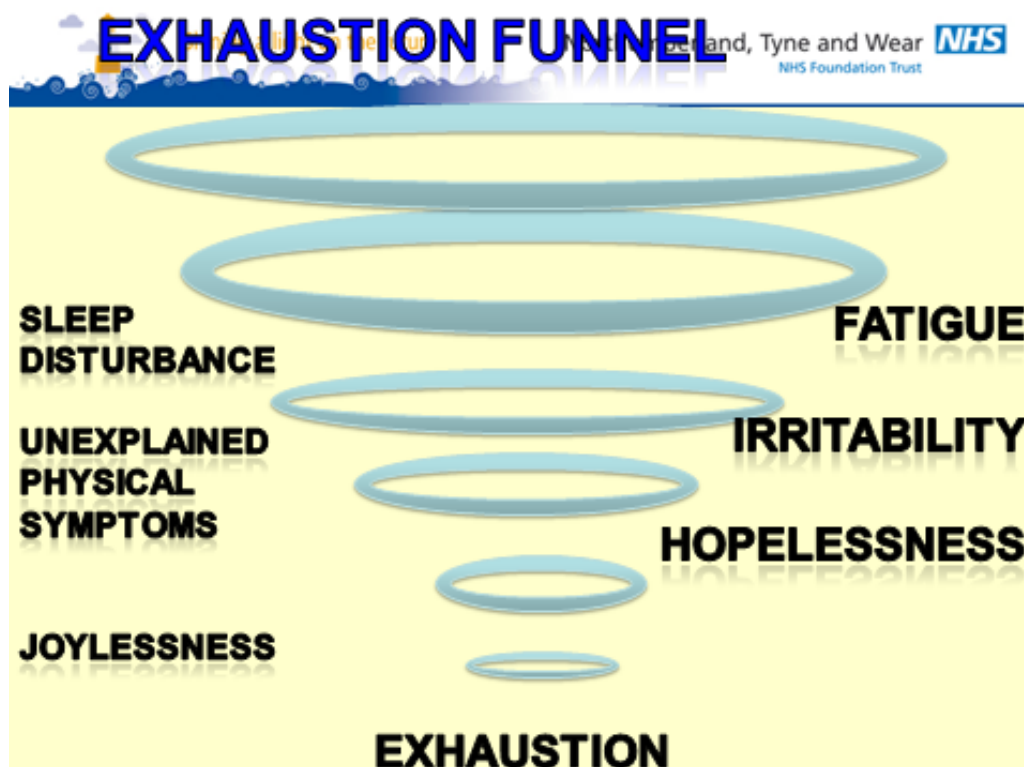 EXHAUSTION FUNNEL
Tyne and Wear NHS
NHS Foundation Trust
SLEEP
DISTURBANCE
FATIGUE
UNEXPLAINED
PHYSICAL
SYMPTOMS
IRRITABILITY
HOPELESSNESS
JOYLESSNESS
EXHAUSTION